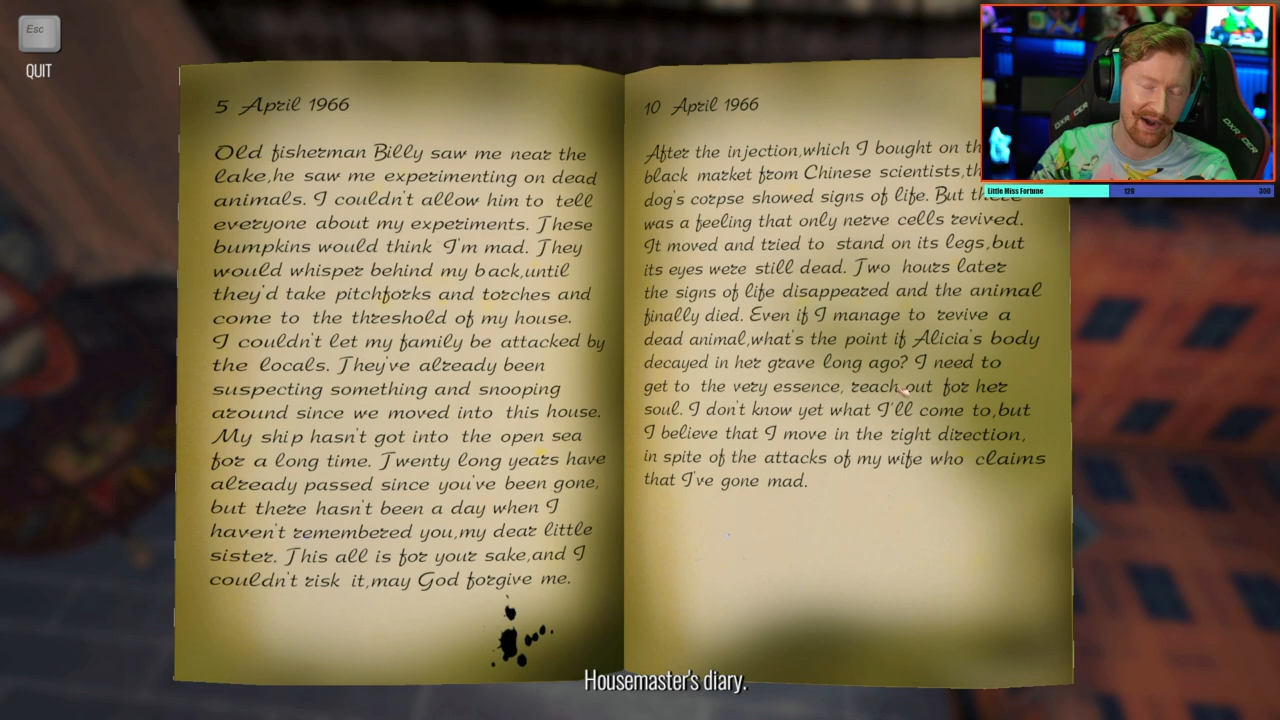 Esc
QUIT
5 April 1966
Old fisherman Billy saw me near the
lake,he saw me experimenting on dead
animals. I couldn't allow him to tell
everyone about my experiments. These
bumpkins would think I'm mad. They
would whisper behind my back,until
they'd take pitchforks and torches and
come to the threshold of my house.
I couldn't let my family be attacked by
the locals. They've already been
suspecting something and snooping
around since we moved into this house.
My ship hasn't got into the open sea
for a long time. Twenty long years have
already passed since you've been gone,
but there hasn't been a day when I
haven't remembered you,my dear little
sister. This all is for your sake,and I
couldn't risk it,may God forgive me.
10 April 1966
After the injection,which I bought on
black market from Chinese scientists,
dog's corpse showed signs of life. But there
was a feeling that only nerve cells revived.
It moved and tried to stand on its legs,but
its eyes were still dead. Two hours later
the signs of life disappeared and the animal
finally died. Even if I manage to revive a
dead animal,what's the point if Alicia's body
decayed in her grave long ago? I need to
get to the very essence, reach out for her
soul. I don't know yet what I'll come to,but
I believe that I move in the right direction,
in spite of the attacks of my wife who claims
that I've gone mad.
Housemaster's diary.
DXRACER
DXRACER
Little Miss Fortune
129
300